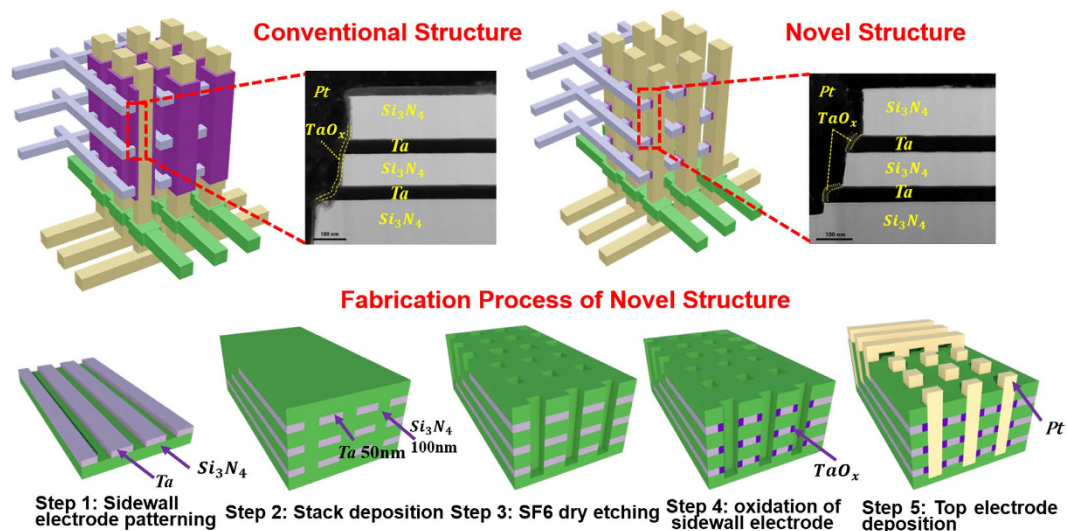 Conventional Structure
Pt
Si₃N₄
TaOₓ
Ta
Si₃N₄
Ta
Si₃N₄
100 nm
Novel Structure
Pt
Si₃N₄
TaOₓ
Ta
Si₃N₄
Ta
Si₃N₄
100 nm
Fabrication Process of Novel Structure
Ta
Si₃N₄
Step 1: Sidewall
electrode patterning
Ta 50nm
Si₃N₄
100nm
Step 2: Stack deposition
Step 3: SF6 dry etching
TaOₓ
Step 4: oxidation of
sidewall electrode
Pt
Step 5: Top electrode
deposition